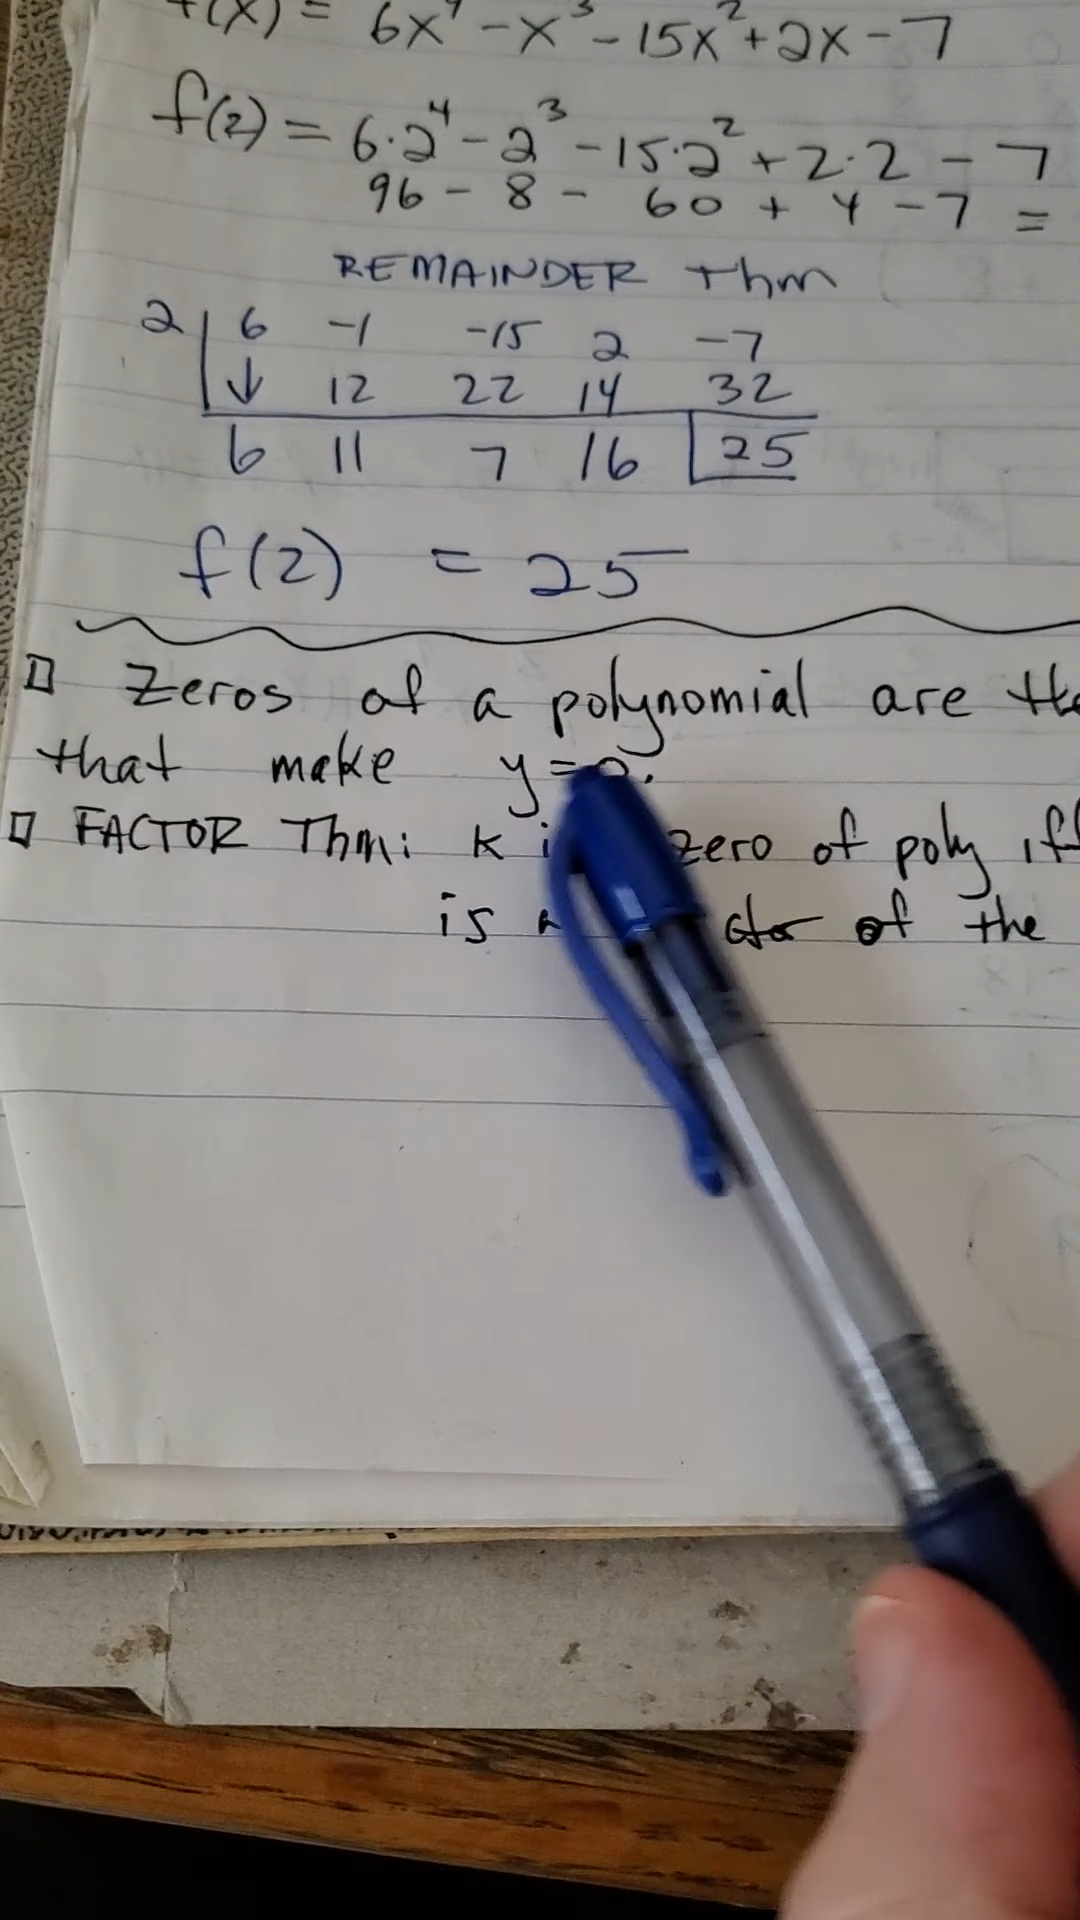 f(x) = 6x⁴ - x³ - 15x² + 2x - 7
f(2) = 6·2⁴ - 2³ - 15·2² + 2·2 - 7
96 - 8 - 60 + 4 - 7 =
REMAINDER Thm
2 | 6 -1 -15 2 -7
↓ 12 22 14 32
6 11 7 16 25
f(2) = 25
Zeros of a polynomial are
that make y=0.
FACTOR Thm: K zero of poly iff
is of the